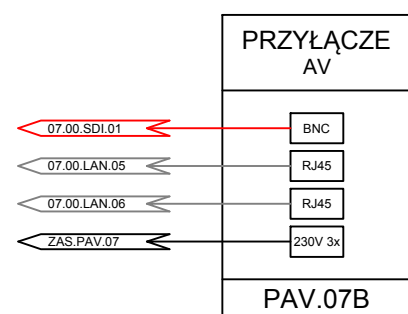 PRZYŁĄCZE
AV
07.00.SDI.01
BNC
07.00.LAN.05
RJ45
07.00.LAN.06
RJ45
ZAS.PAV.07
230V 3x
PAV.07B